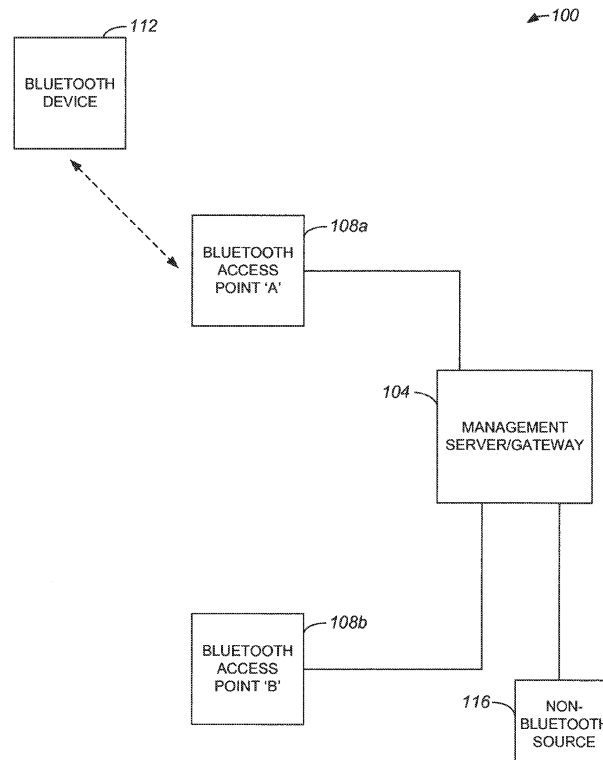 100
112
BLUETOOTH
DEVICE
108a
BLUETOOTH
ACCESS
POINT 'A'
104
MANAGEMENT
SERVER/GATEWAY
108b
BLUETOOTH
ACCESS
POINT 'B'
116
NON-
BLUETOOTH
SOURCE